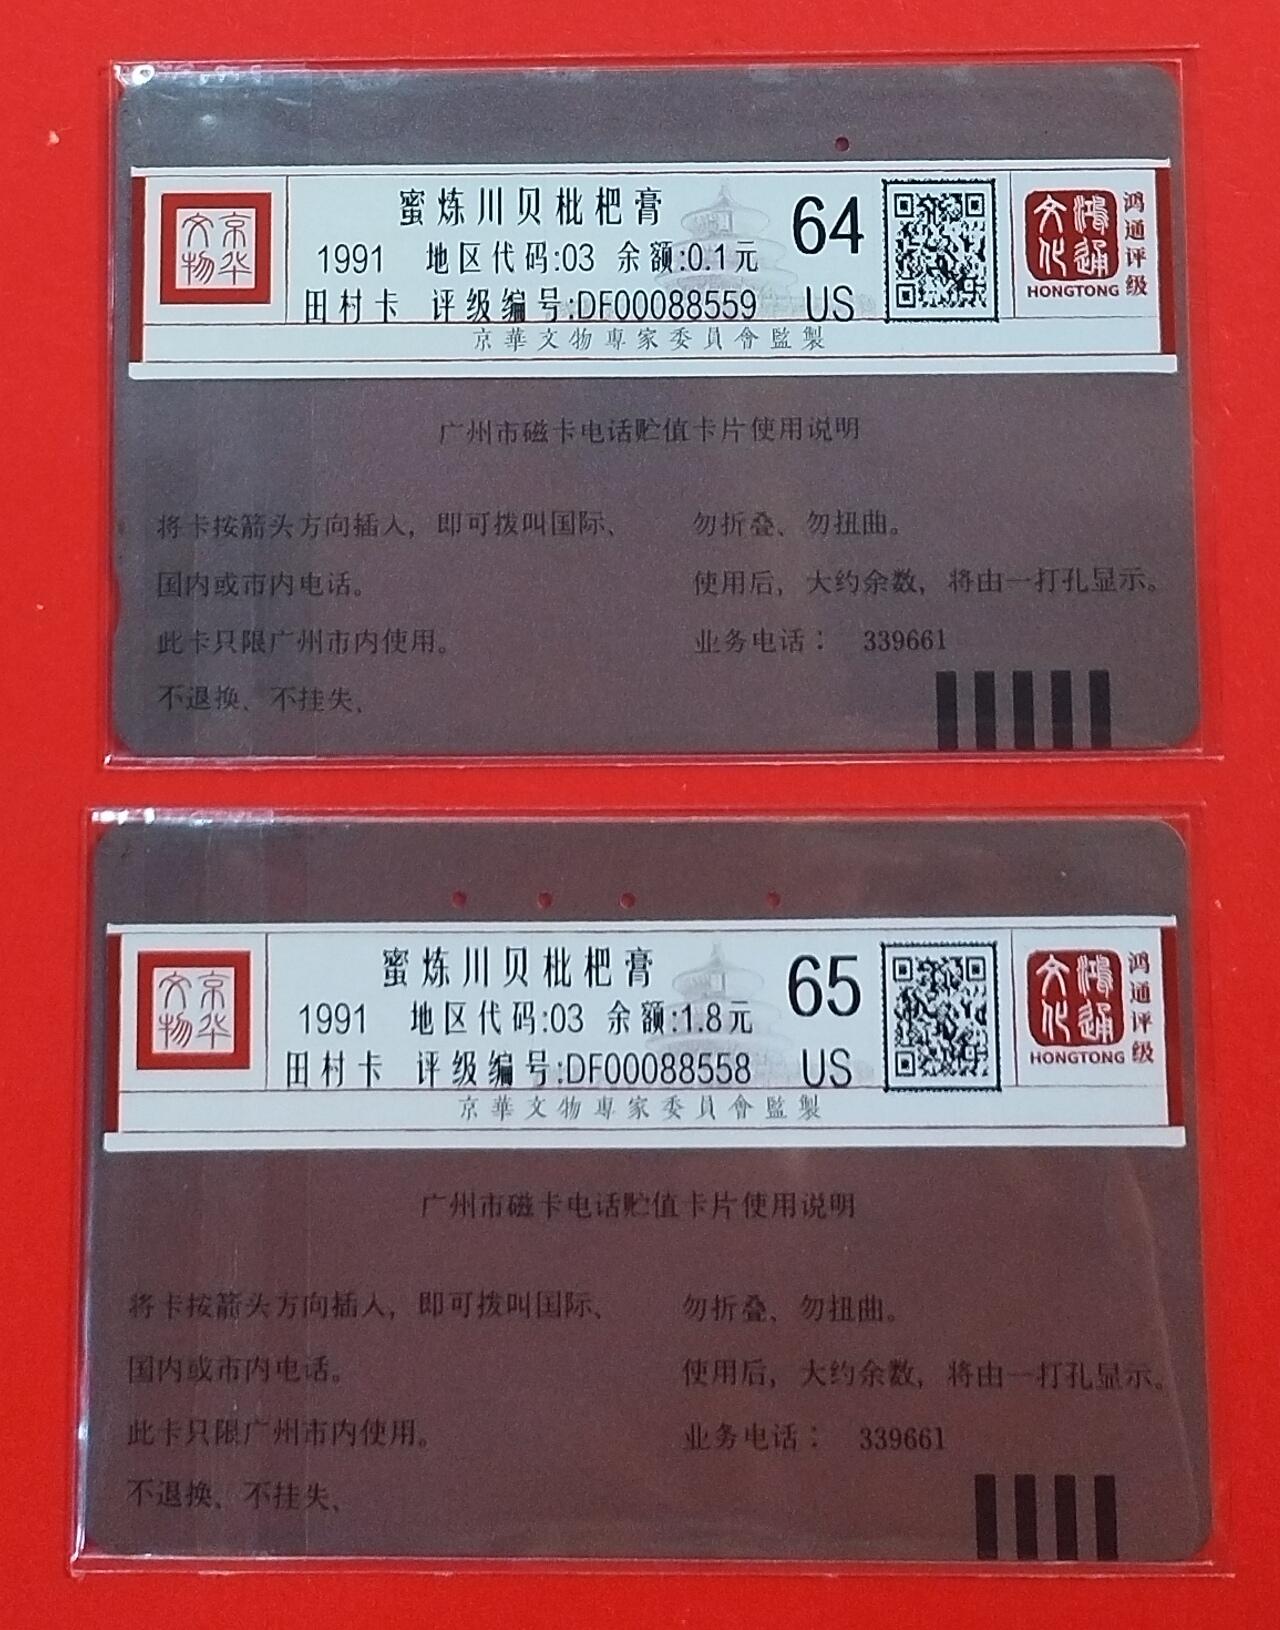 京华文物
蜜炼川贝枇杷膏
1991 地区代码:03 余额:0.1元
田村卡 评级编号:DF00088559
64
US
京華文物專家委員會監製
鸿通文化
HONGTONG
鸿通评级
广州市磁卡电话贮值卡片使用说明
将卡按箭头方向插入，即可拨叫国际、
国内或市内电话。
此卡只限广州市内使用。
不退换、不挂失、
勿折叠、勿扭曲。
使用后，大约余数，将由一打孔显示。
业务电话： 339661
京华文物
蜜炼川贝枇杷膏
1991 地区代码:03 余额:1.8元
田村卡 评级编号:DF00088558
65
US
京華文物專家委員會監製
鸿通文化
HONGTONG
鸿通评级
广州市磁卡电话贮值卡片使用说明
将卡按箭头方向插入，即可拨叫国际、
国内或市内电话。
此卡只限广州市内使用。
不退换、不挂失、
勿折叠、勿扭曲。
使用后，大约余数，将由一打孔显示。
业务电话： 339661